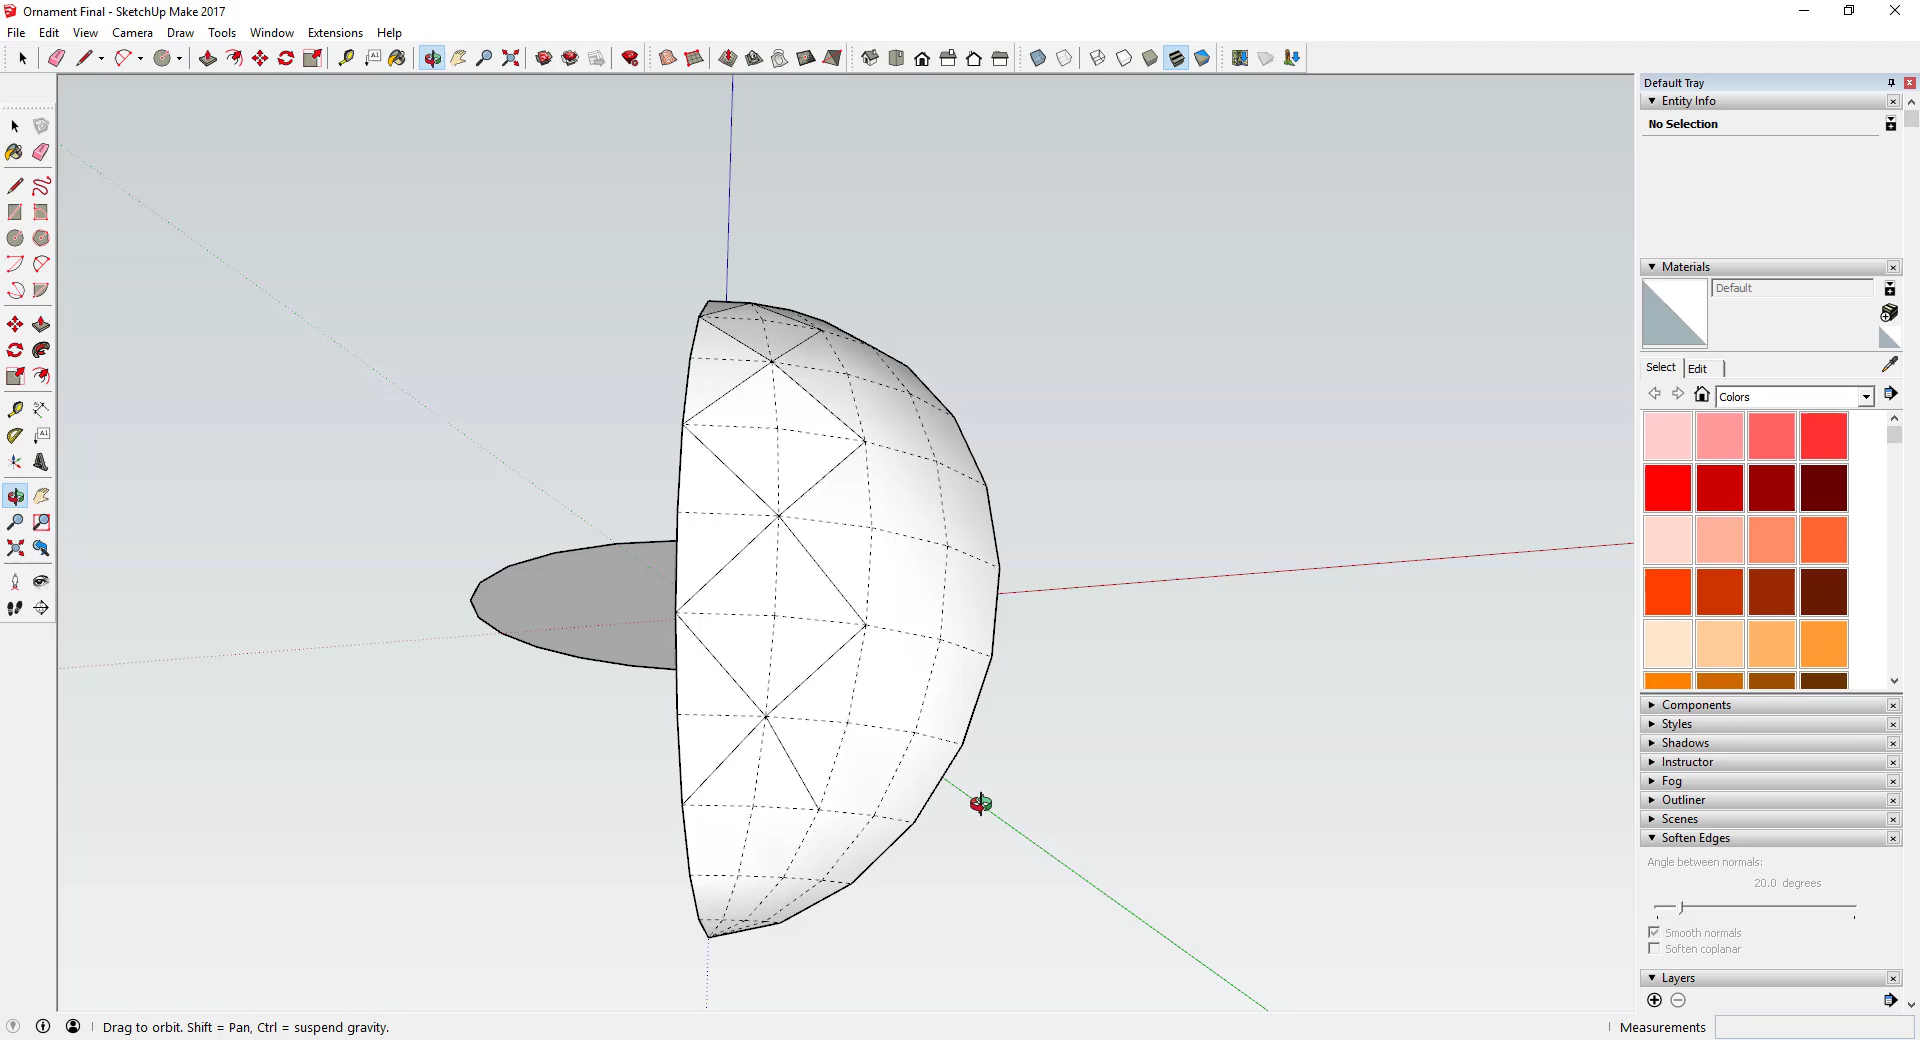 Ornament Final - SketchUp Make 2017
File Edit View Camera Draw Tools Window Extensions Help
A1
Default Tray
Entity Info
No Selection
Materials
Default
Select Edit
Colors
A1
Components
Styles
Shadows
Instructor
Fog
Outliner
Scenes
Soften Edges
Angle between normals:
20.0 degrees
Smooth normals
Soften coplanar
Layers
Drag to orbit. Shift = Pan, Ctrl = suspend gravity.
Measurements